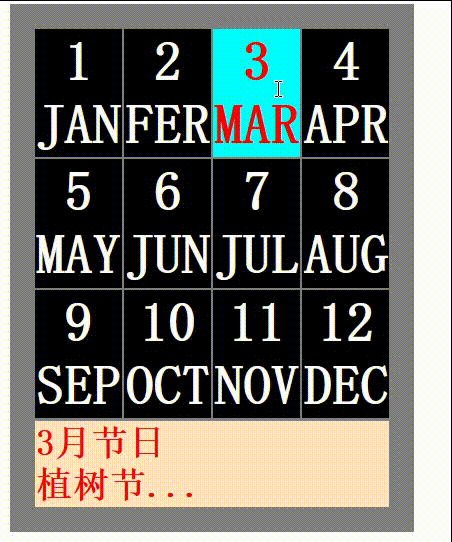 1 2 3 4
JAN FER MAR APR
5 6 7 8
MAY JUN JUL AUG
9 10 11 12
SEP OCT NOV DEC
3月节日
植树节...